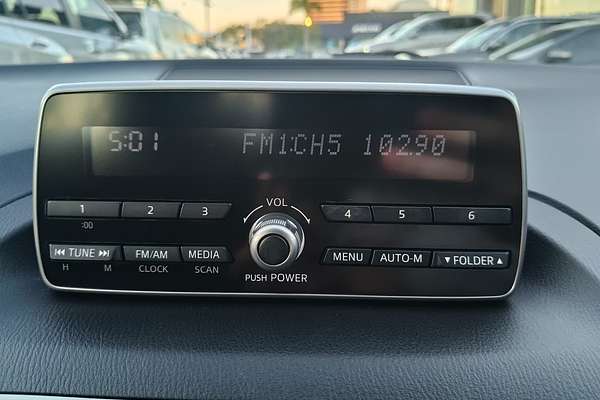 5:01 FM1:CH5 102.90
1 2 3 VOL 4 5 6
:00
TUNE FM/AM MEDIA MENU AUTO-M FOLDER
H M CLOCK SCAN PUSH POWER